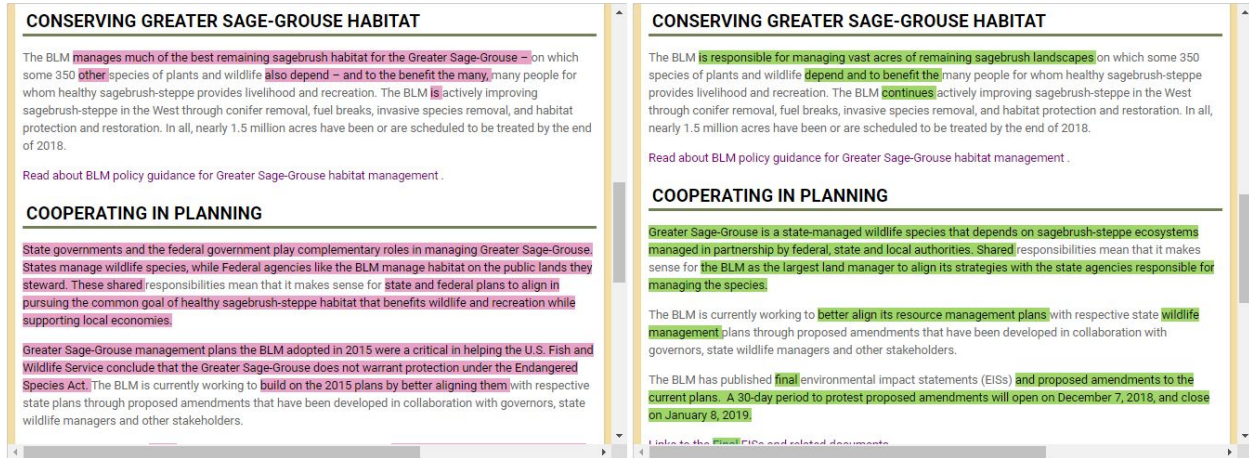 CONSERVING GREATER SAGE-GROUSE HABITAT
The BLM manages much of the best remaining sagebrush habitat for the Greater Sage-Grouse – on which
some 350 other species of plants and wildlife also depend – and to the benefit the many, many people for
whom healthy sagebrush-steppe provides livelihood and recreation. The BLM is actively improving
sagebrush-steppe in the West through conifer removal, fuel breaks, invasive species removal, and habitat
protection and restoration. In all, nearly 1.5 million acres have been or are scheduled to be treated by the end
of 2018.
Read about BLM policy guidance for Greater Sage-Grouse habitat management .
COOPERATING IN PLANNING
State governments and the federal government play complementary roles in managing Greater Sage-Grouse.
States manage wildlife species, while Federal agencies like the BLM manage habitat on the public lands they
steward. These shared responsibilities mean that it makes sense for state and federal plans to align in
pursuing the common goal of healthy sagebrush-steppe habitat that benefits wildlife and recreation while
supporting local economies.
Greater Sage-Grouse management plans the BLM adopted in 2015 were a critical in helping the U.S. Fish and
Wildlife Service conclude that the Greater Sage-Grouse does not warrant protection under the Endangered
Species Act. The BLM is currently working to build on the 2015 plans by better aligning them with respective
state plans through proposed amendments that have been developed in collaboration with governors, state
wildlife managers and other stakeholders.
CONSERVING GREATER SAGE-GROUSE HABITAT
The BLM is responsible for managing vast acres of remaining sagebrush landscapes on which some 350
species of plants and wildlife depend and to benefit the many people for whom healthy sagebrush-steppe
provides livelihood and recreation. The BLM continues actively improving sagebrush-steppe in the West
through conifer removal, fuel breaks, invasive species removal, and habitat protection and restoration. In all,
nearly 1.5 million acres have been or are scheduled to be treated by the end of 2018.
Read about BLM policy guidance for Greater Sage-Grouse habitat management .
COOPERATING IN PLANNING
Greater Sage-Grouse is a state-managed wildlife species that depends on sagebrush-steppe ecosystems
managed in partnership by federal, state and local authorities. Shared responsibilities mean that it makes
sense for the BLM as the largest land manager to align its strategies with the state agencies responsible for
managing the species.
The BLM is currently working to better align its resource management plans with respective state wildlife
management plans through proposed amendments that have been developed in collaboration with
governors, state wildlife managers and other stakeholders.
The BLM has published final environmental impact statements (EISs) and proposed amendments to the
current plans. A 30-day period to protest proposed amendments will open on December 7, 2018, and close
on January 8, 2019.
Links to the Final EISs and related documents